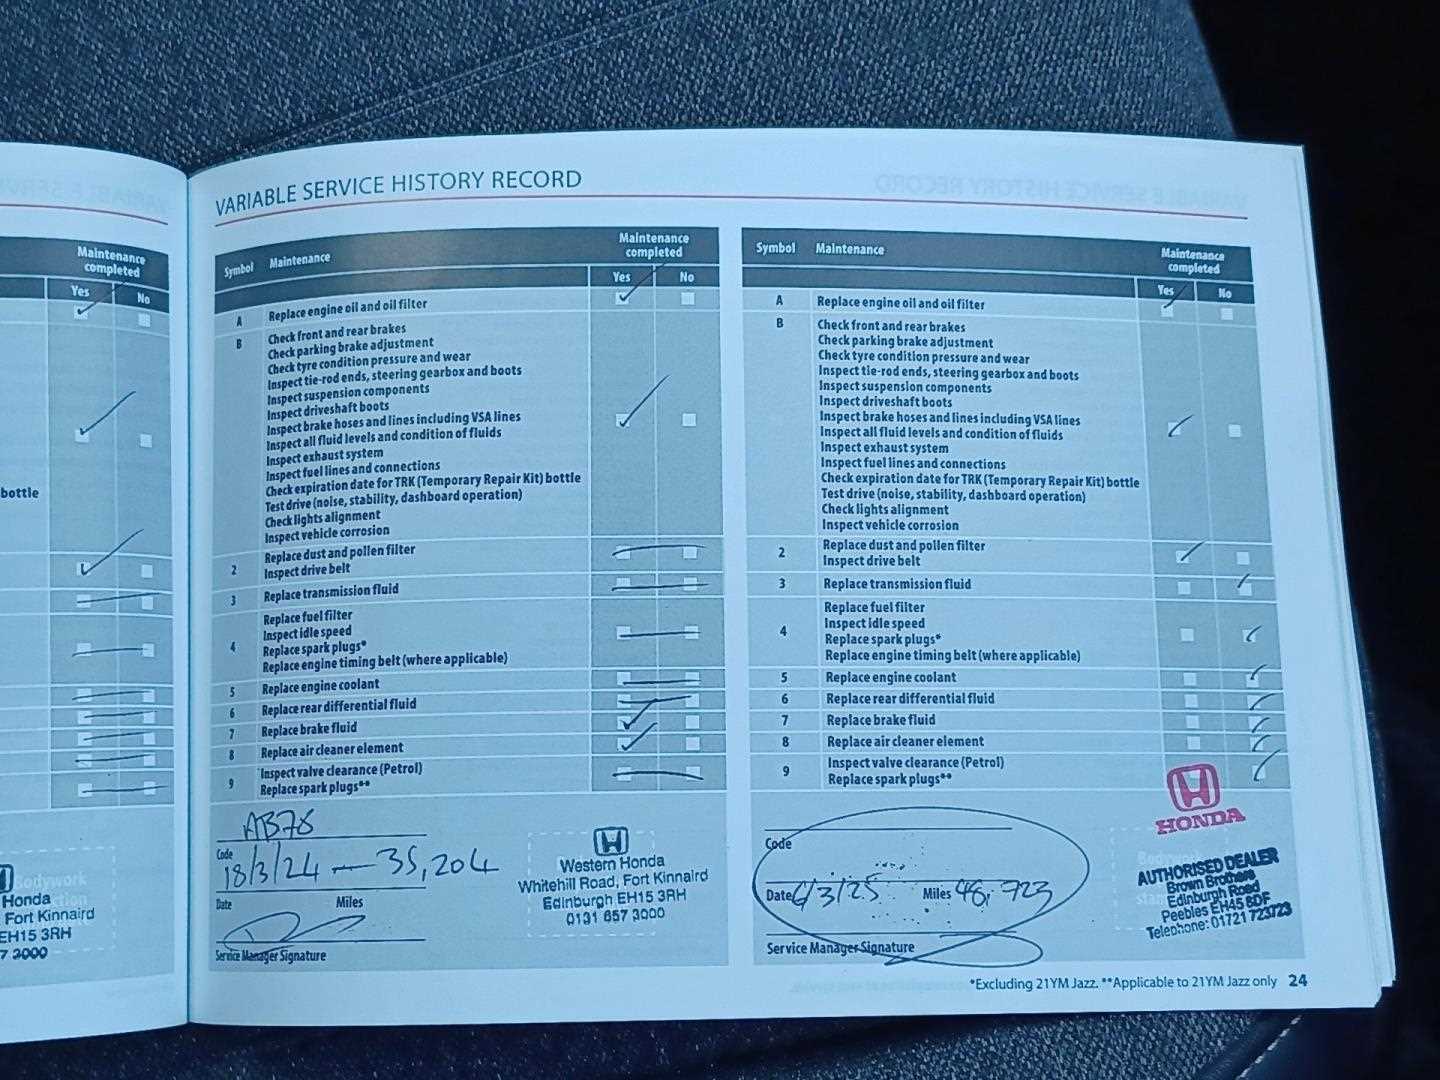 VARIABLE SERVICE HISTORY RECORD
Maintenance
completed
Yes
No
bottle
Honda
Fort Kinnaird
EH15 3RH
7 3000
Symbol Maintenance
Maintenance
completed
Yes No
A Replace engine oil and oil filter
B Check front and rear brakes
Check parking brake adjustment
Check tyre condition pressure and wear
Inspect tie-rod ends, steering gearbox and boots
Inspect suspension components
Inspect driveshaft boots
Inspect brake hoses and lines including VSA lines
Inspect all fluid levels and condition of fluids
Inspect exhaust system
Inspect fuel lines and connections
Check expiration date for TRK (Temporary Repair Kit) bottle
Test drive (noise, stability, dashboard operation)
Check lights alignment
Inspect vehicle corrosion
2 Replace dust and pollen filter
Inspect drive belt
3 Replace transmission fluid
4 Replace fuel filter
Inspect idle speed
Replace spark plugs*
Replace engine timing belt (where applicable)
5 Replace engine coolant
6 Replace rear differential fluid
7 Replace brake fluid
8 Replace air cleaner element
9 Inspect valve clearance (Petrol)
Replace spark plugs**
AB78
Code
18/3/24 — 35,204
Date Miles
Service Manager Signature
Western Honda
Whitehill Road, Fort Kinnaird
Edinburgh EH15 3RH
0131 657 3000
Symbol Maintenance
Maintenance
completed
Yes No
A Replace engine oil and oil filter
B Check front and rear brakes
Check parking brake adjustment
Check tyre condition pressure and wear
Inspect tie-rod ends, steering gearbox and boots
Inspect suspension components
Inspect driveshaft boots
Inspect brake hoses and lines including VSA lines
Inspect all fluid levels and condition of fluids
Inspect exhaust system
Inspect fuel lines and connections
Check expiration date for TRK (Temporary Repair Kit) bottle
Test drive (noise, stability, dashboard operation)
Check lights alignment
Inspect vehicle corrosion
2 Replace dust and pollen filter
Inspect drive belt
3 Replace transmission fluid
4 Replace fuel filter
Inspect idle speed
Replace spark plugs*
Replace engine timing belt (where applicable)
5 Replace engine coolant
6 Replace rear differential fluid
7 Replace brake fluid
8 Replace air cleaner element
9 Inspect valve clearance (Petrol)
Replace spark plugs**
Code
Date 6/3/25 Miles 48,723
Service Manager Signature
HONDA
AUTHORISED DEALER
Brown Brothers
Edinburgh Road
Peebles EH45 8DF
Telephone: 01721 723723
*Excluding 21YM Jazz. **Applicable to 21YM Jazz only 24